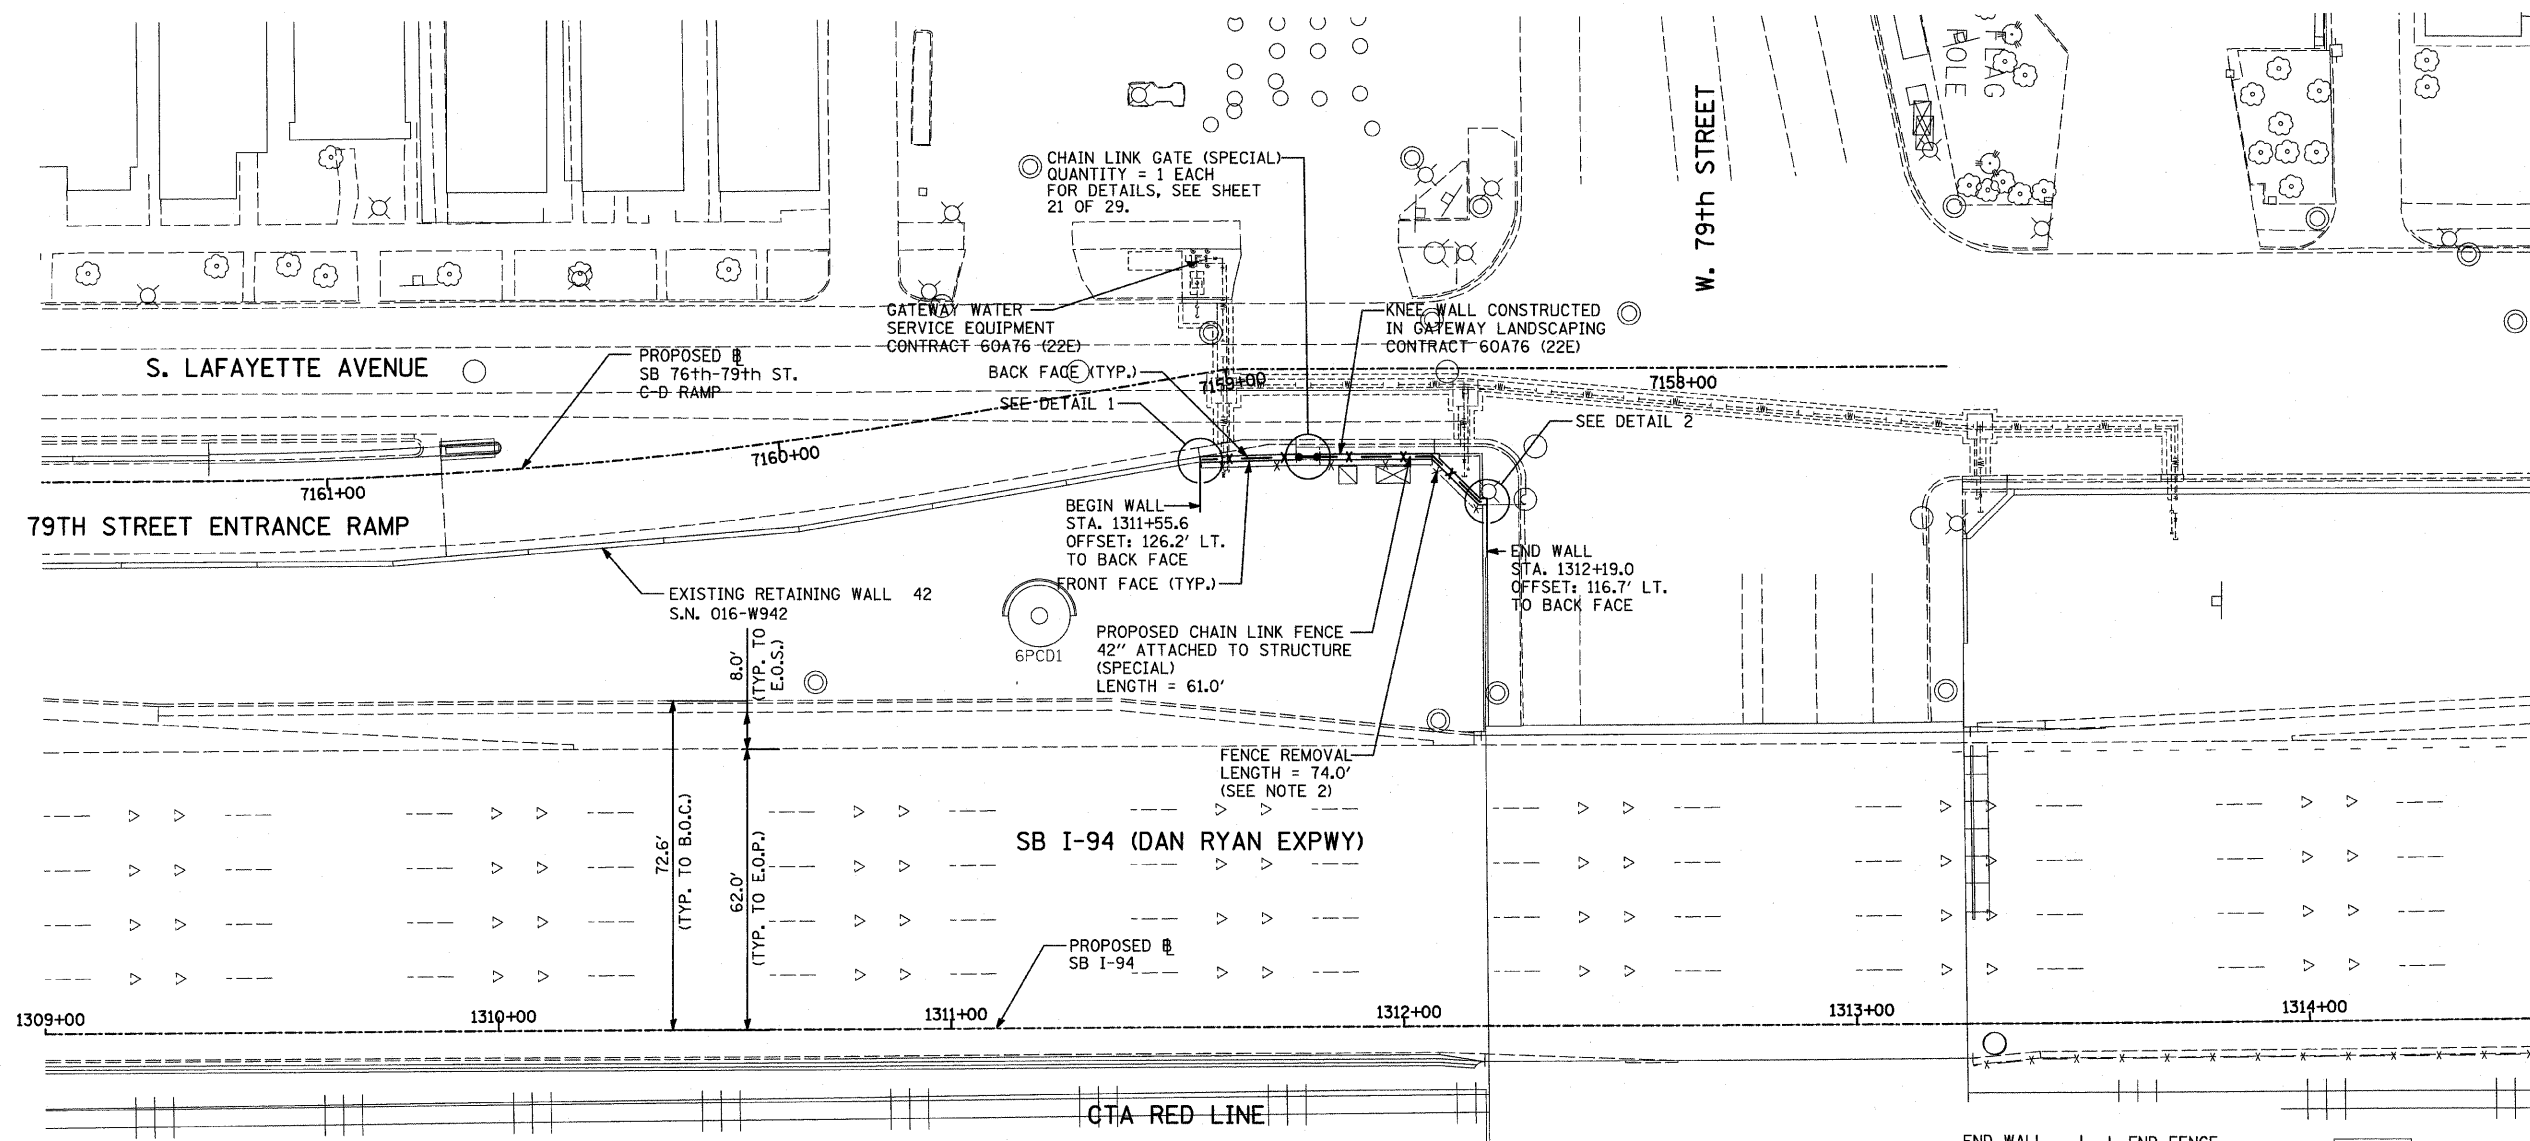 FLAG
POLE
W. 79th STREET
CHAIN LINK GATE (SPECIAL)
QUANTITY = 1 EACH
FOR DETAILS, SEE SHEET
21 OF 29.
GATEWAY WATER
SERVICE EQUIPMENT
CONTRACT 60A76 (22E)
KNEE WALL CONSTRUCTED
IN GATEWAY LANDSCAPING
CONTRACT 60A76 (22E)
S. LAFAYETTE AVENUE
PROPOSED ℄
SB 76th-79th ST.
C-D RAMP
BACK FACE (TYP.)
SEE DETAIL 1
7159+00
7158+00
SEE DETAIL 2
7160+00
7161+00
79TH STREET ENTRANCE RAMP
BEGIN WALL
STA. 1311+55.6
OFFSET: 126.2' LT.
TO BACK FACE
FRONT FACE (TYP.)
END WALL
STA. 1312+19.0
OFFSET: 116.7' LT.
TO BACK FACE
EXISTING RETAINING WALL 42
S.N. 016-W942
6PCD1
PROPOSED CHAIN LINK FENCE
42" ATTACHED TO STRUCTURE
(SPECIAL)
LENGTH = 61.0'
8.0'
(TYP. TO
E.O.S.)
FENCE REMOVAL
LENGTH = 74.0'
(SEE NOTE 2)
72.6'
(TYP. TO B.O.C.)
62.0'
(TYP. TO E.O.P.)
SB I-94 (DAN RYAN EXPWY)
PROPOSED ℄
SB I-94
1309+00
1310+00
1311+00
1312+00
1313+00
1314+00
CTA RED LINE
END WALL
END FENCE